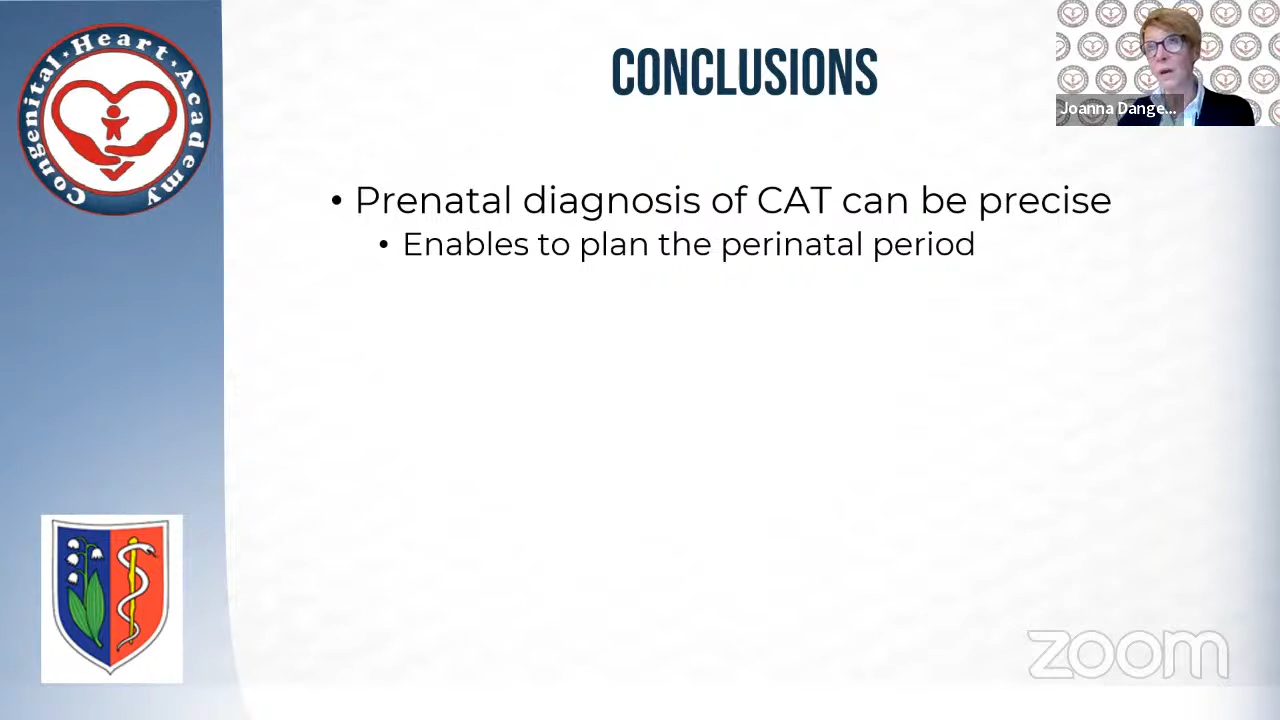 Congenital · Heart · Academy
CONCLUSIONS
Joanna Dange...
• Prenatal diagnosis of CAT can be precise
• Enables to plan the perinatal period
zoom